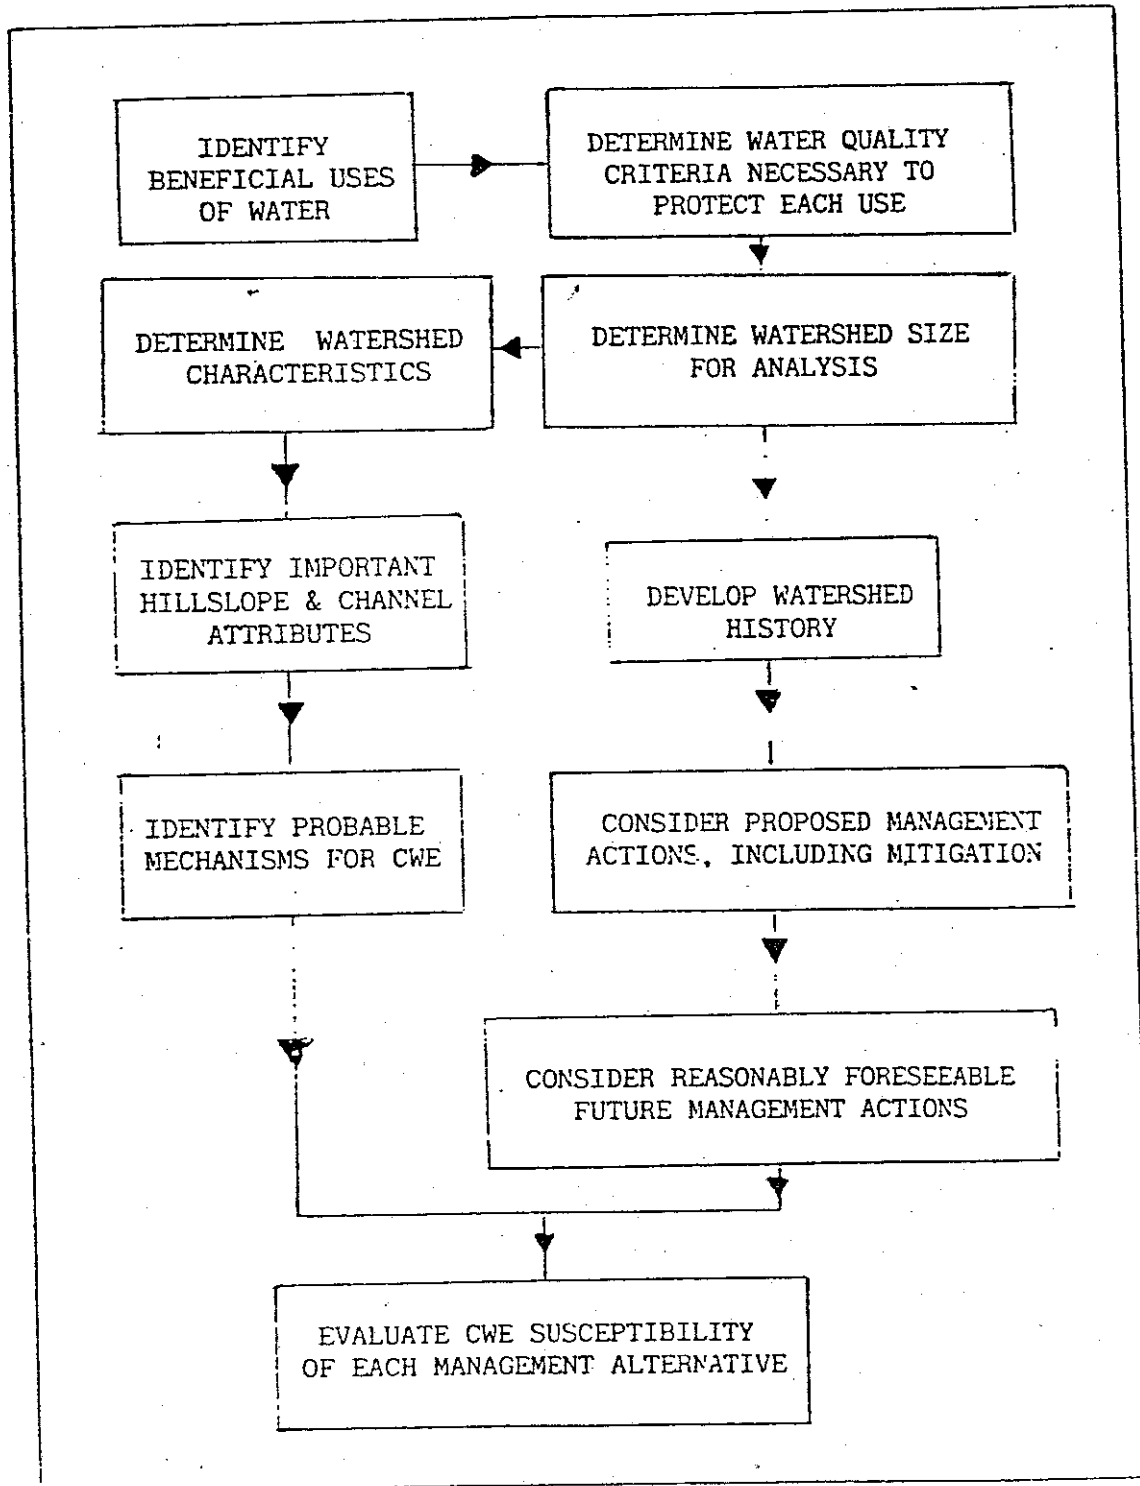 IDENTIFY
BENEFICIAL USES
OF WATER
DETERMINE WATER QUALITY
CRITERIA NECESSARY TO
PROTECT EACH USE
DETERMINE WATERSHED
CHARACTERISTICS
DETERMINE WATERSHED SIZE
FOR ANALYSIS
IDENTIFY IMPORTANT
HILLSLOPE & CHANNEL
ATTRIBUTES
DEVELOP WATERSHED
HISTORY
IDENTIFY PROBABLE
MECHANISMS FOR CWE
CONSIDER PROPOSED MANAGEMENT
ACTIONS, INCLUDING MITIGATION
CONSIDER REASONABLY FORESEEABLE
FUTURE MANAGEMENT ACTIONS
EVALUATE CWE SUSCEPTIBILITY
OF EACH MANAGEMENT ALTERNATIVE